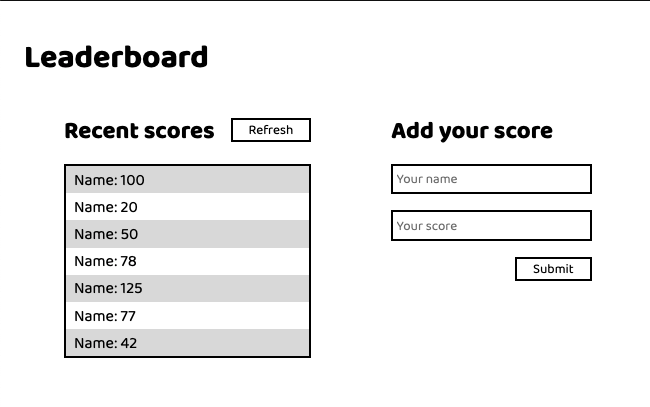 Leaderboard
Recent scores
Refresh
Name: 100
Name: 20
Name: 50
Name: 78
Name: 125
Name: 77
Name: 42
Add your score
Your name
Your score
Submit